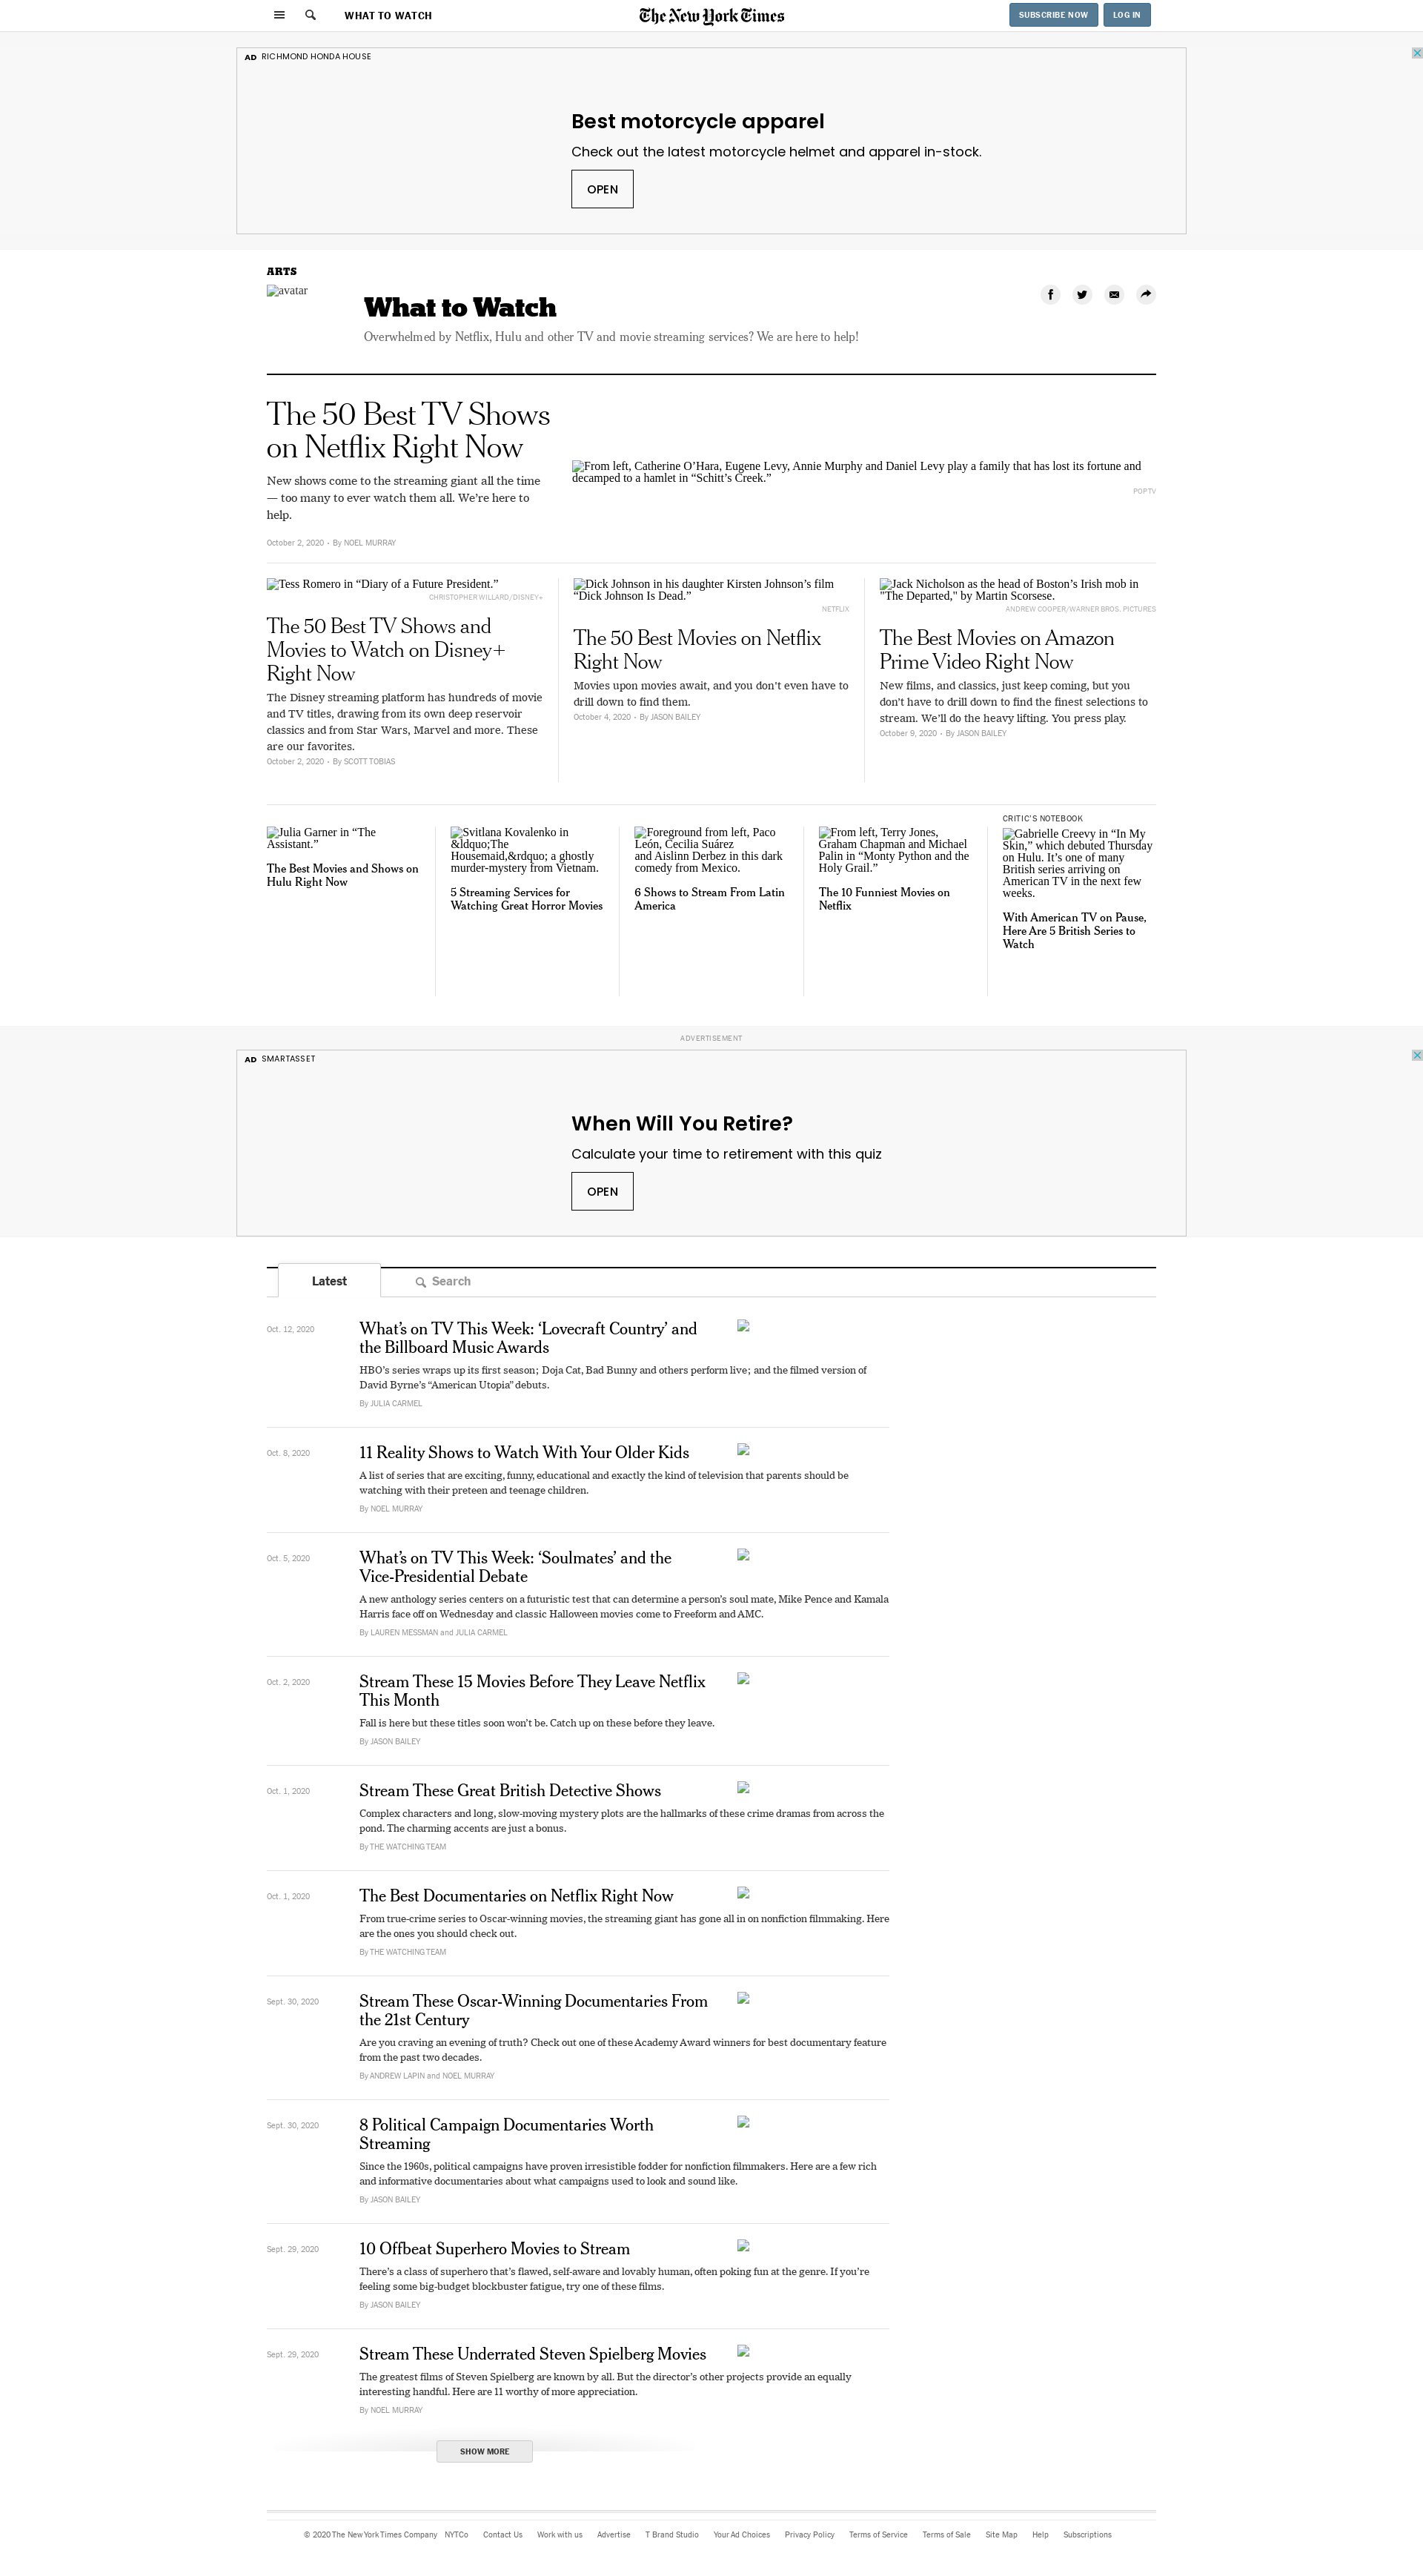 WHAT TO WATCH
The New York Times
SUBSCRIBE NOW
LOG IN
AD RICHMOND HONDA HOUSE
Best motorcycle apparel
Check out the latest motorcycle helmet and apparel in-stock.
OPEN
ARTS
avatar
What to Watch
Overwhelmed by Netflix, Hulu and other TV and movie streaming services? We are here to help!
The 50 Best TV Shows
on Netflix Right Now
New shows come to the streaming giant all the time
— too many to ever watch them all. We're here to
help.
October 2, 2020 • By NOEL MURRAY
From left, Catherine O’Hara, Eugene Levy, Annie Murphy and Daniel Levy play a family that has lost its fortune and
decamped to a hamlet in “Schitt’s Creek.”
POP TV
Tess Romero in “Diary of a Future President.”
CHRISTOPHER WILLARD/DISNEY+
The 50 Best TV Shows and
Movies to Watch on Disney+
Right Now
The Disney streaming platform has hundreds of movie
and TV titles, drawing from its own deep reservoir
classics and from Star Wars, Marvel and more. These
are our favorites.
October 2, 2020 • By SCOTT TOBIAS
Dick Johnson in his daughter Kirsten Johnson’s film
“Dick Johnson Is Dead.”
NETFLIX
The 50 Best Movies on Netflix
Right Now
Movies upon movies await, and you don't even have to
drill down to find them.
October 4, 2020 • By JASON BAILEY
Jack Nicholson as the head of Boston’s Irish mob in
"The Departed," by Martin Scorsese.
ANDREW COOPER/WARNER BROS. PICTURES
The Best Movies on Amazon
Prime Video Right Now
New films, and classics, just keep coming, but you
don’t have to drill down to find the finest selections to
stream. We’ll do the heavy lifting. You press play.
October 9, 2020 • By JASON BAILEY
Julia Garner in “The
Assistant.”
The Best Movies and Shows on
Hulu Right Now
Svitlana Kovalenko in
&ldquo;The
Housemaid,&rdquo; a ghostly
murder-mystery from Vietnam.
5 Streaming Services for
Watching Great Horror Movies
Foreground from left, Paco
León, Cecilia Suárez
and Aislinn Derbez in this dark
comedy from Mexico.
6 Shows to Stream From Latin
America
From left, Terry Jones,
Graham Chapman and Michael
Palin in “Monty Python and the
Holy Grail.”
The 10 Funniest Movies on
Netflix
CRITIC’S NOTEBOOK
Gabrielle Creevy in “In My
Skin,” which debuted Thursday
on Hulu. It’s one of many
British series arriving on
American TV in the next few
weeks.
With American TV on Pause,
Here Are 5 British Series to
Watch
ADVERTISEMENT
AD SMARTASSET
When Will You Retire?
Calculate your time to retirement with this quiz
OPEN
Latest
Search
Oct. 12, 2020
What’s on TV This Week: ‘Lovecraft Country’ and
the Billboard Music Awards
HBO’s series wraps up its first season; Doja Cat, Bad Bunny and others perform live; and the filmed version of
David Byrne’s “American Utopia” debuts.
By JULIA CARMEL
Oct. 8, 2020
11 Reality Shows to Watch With Your Older Kids
A list of series that are exciting, funny, educational and exactly the kind of television that parents should be
watching with their preteen and teenage children.
By NOEL MURRAY
Oct. 5, 2020
What’s on TV This Week: ‘Soulmates’ and the
Vice-Presidential Debate
A new anthology series centers on a futuristic test that can determine a person’s soul mate, Mike Pence and Kamala
Harris face off on Wednesday and classic Halloween movies come to Freeform and AMC.
By LAUREN MESSMAN and JULIA CARMEL
Oct. 2, 2020
Stream These 15 Movies Before They Leave Netflix
This Month
Fall is here but these titles soon won’t be. Catch up on these before they leave.
By JASON BAILEY
Oct. 1, 2020
Stream These Great British Detective Shows
Complex characters and long, slow-moving mystery plots are the hallmarks of these crime dramas from across the
pond. The charming accents are just a bonus.
By THE WATCHING TEAM
Oct. 1, 2020
The Best Documentaries on Netflix Right Now
From true-crime series to Oscar-winning movies, the streaming giant has gone all in on nonfiction filmmaking. Here
are the ones you should check out.
By THE WATCHING TEAM
Sept. 30, 2020
Stream These Oscar-Winning Documentaries From
the 21st Century
Are you craving an evening of truth? Check out one of these Academy Award winners for best documentary feature
from the past two decades.
By ANDREW LAPIN and NOEL MURRAY
Sept. 30, 2020
8 Political Campaign Documentaries Worth
Streaming
Since the 1960s, political campaigns have proven irresistible fodder for nonfiction filmmakers. Here are a few rich
and informative documentaries about what campaigns used to look and sound like.
By JASON BAILEY
Sept. 29, 2020
10 Offbeat Superhero Movies to Stream
There’s a class of superhero that’s flawed, self-aware and lovably human, often poking fun at the genre. If you’re
feeling some big-budget blockbuster fatigue, try one of these films.
By JASON BAILEY
Sept. 29, 2020
Stream These Underrated Steven Spielberg Movies
The greatest films of Steven Spielberg are known by all. But the director’s other projects provide an equally
interesting handful. Here are 11 worthy of more appreciation.
By NOEL MURRAY
SHOW MORE
© 2020 The New York Times Company NYTCo Contact Us Work with us Advertise T Brand Studio Your Ad Choices Privacy Policy Terms of Service Terms of Sale Site Map Help Subscriptions